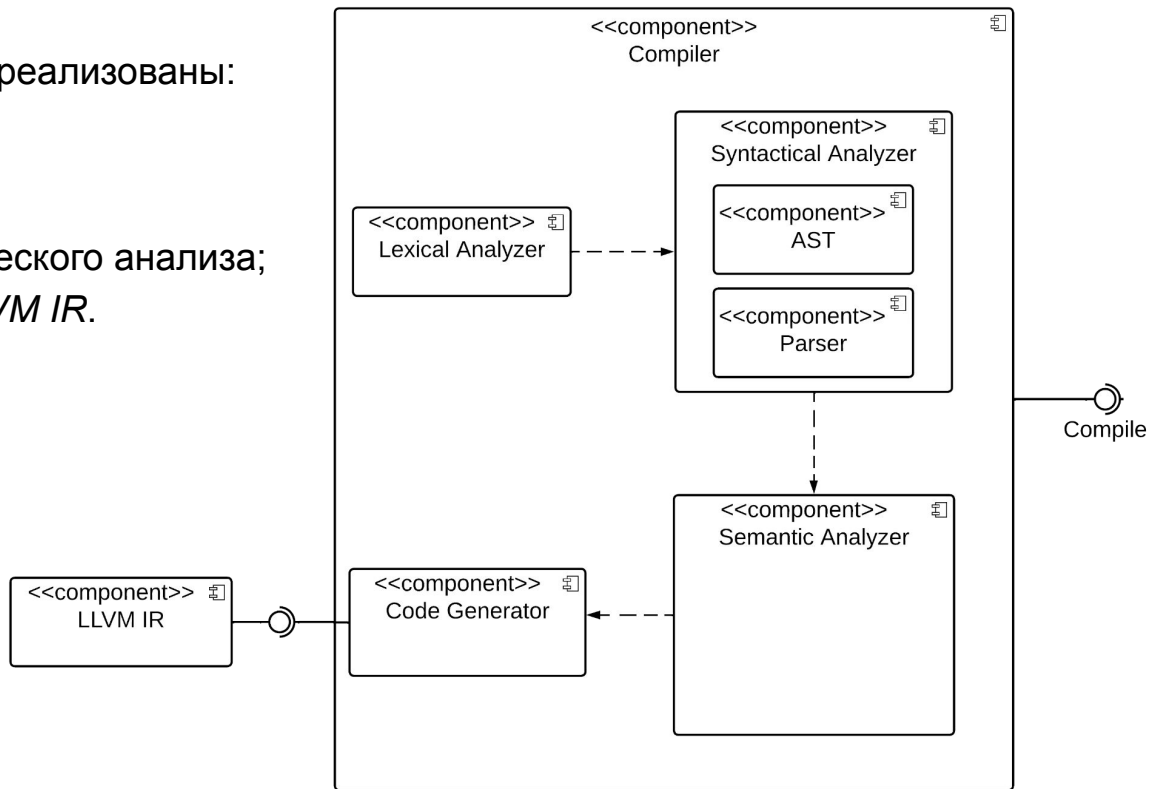 реализованы:
еского анализа;
VM IR.
<<component>>
Compiler
<<component>>
Syntactical Analyzer
<<component>>
AST
<<component>>
Parser
<<component>>
Lexical Analyzer
Compile
<<component>>
Semantic Analyzer
<<component>>
Code Generator
<<component>>
LLVM IR